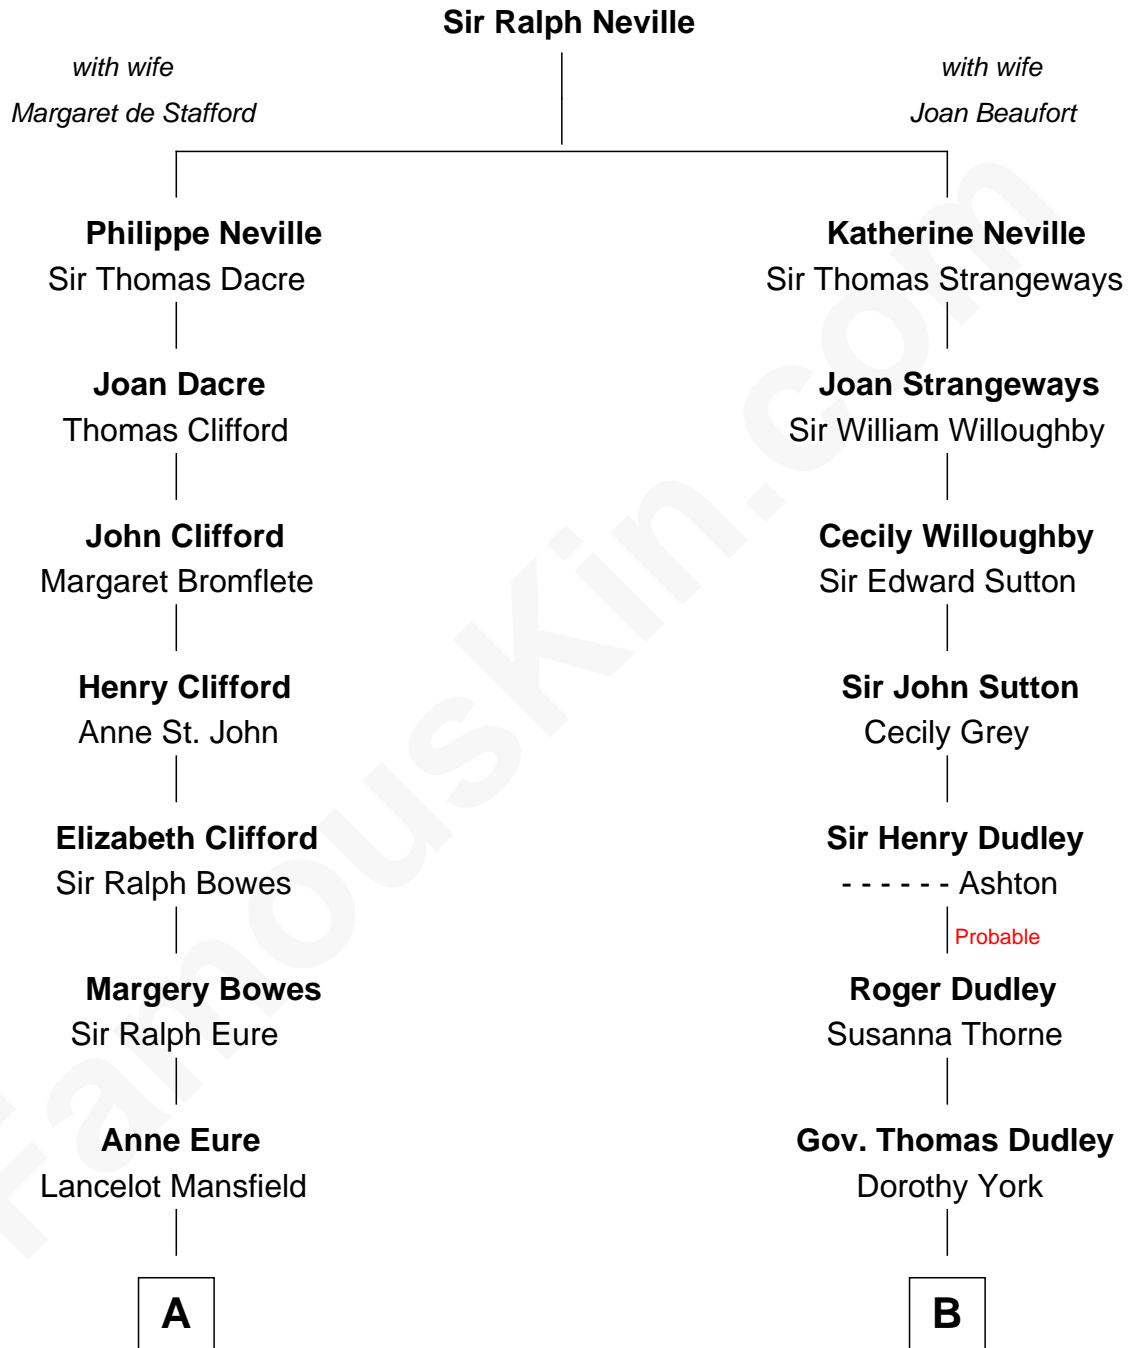 Sir Ralph Neville
with wife
Margaret de Stafford
with wife
Joan Beaufort
Philippe Neville
Sir Thomas Dacre
Katherine Neville
Sir Thomas Strangeways
Joan Dacre
Thomas Clifford
Joan Strangeways
Sir William Willoughby
John Clifford
Margaret Bromflete
Cecily Willoughby
Sir Edward Sutton
Henry Clifford
Anne St. John
Sir John Sutton
Cecily Grey
Elizabeth Clifford
Sir Ralph Bowes
Sir Henry Dudley
- - - - - - Ashton
Probable
Margery Bowes
Sir Ralph Eure
Roger Dudley
Susanna Thorne
Anne Eure
Lancelot Mansfield
Gov. Thomas Dudley
Dorothy York
A
B
FamousKin.com